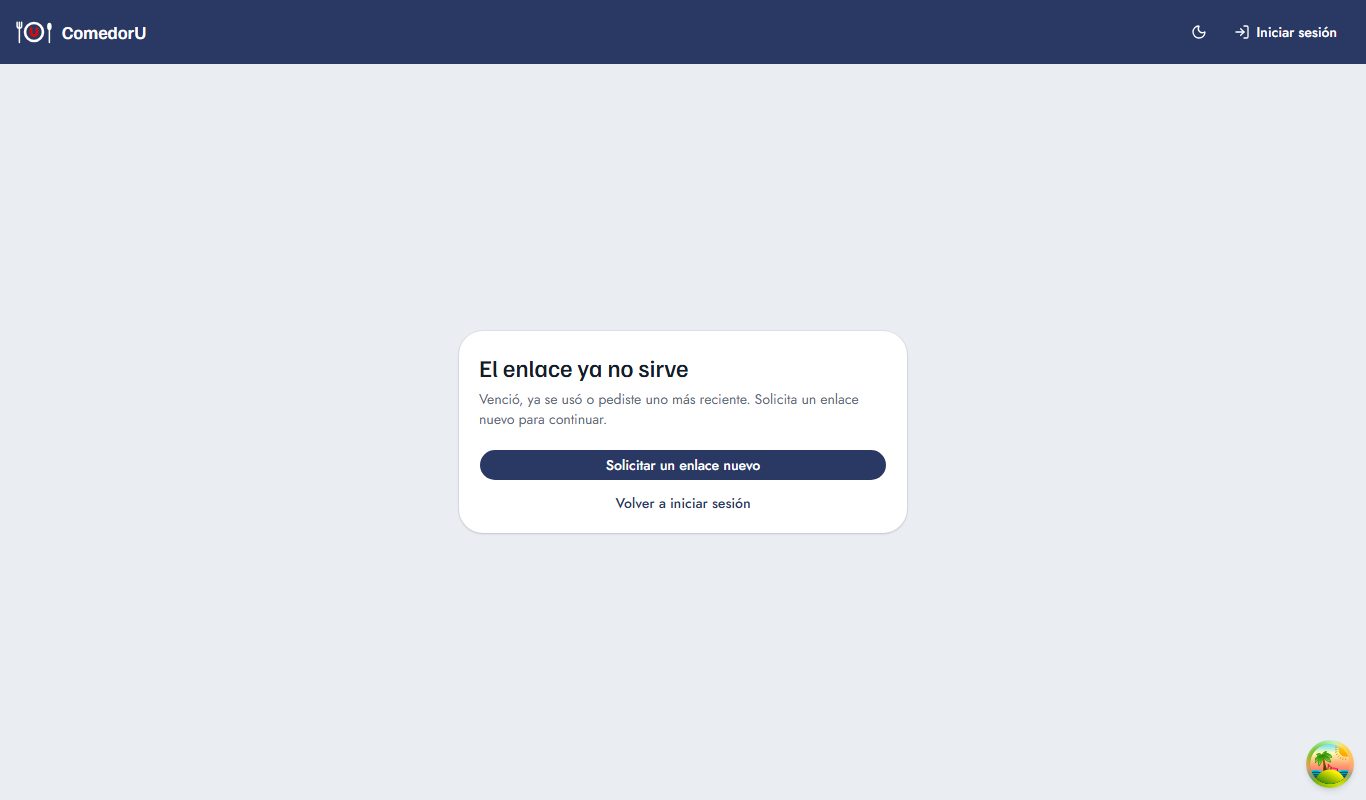 ComedorU
Iniciar sesión
El enlace ya no sirve
Venció, ya se usó o pediste uno más reciente. Solicita un enlace
nuevo para continuar.
Solicitar un enlace nuevo
Volver a iniciar sesión